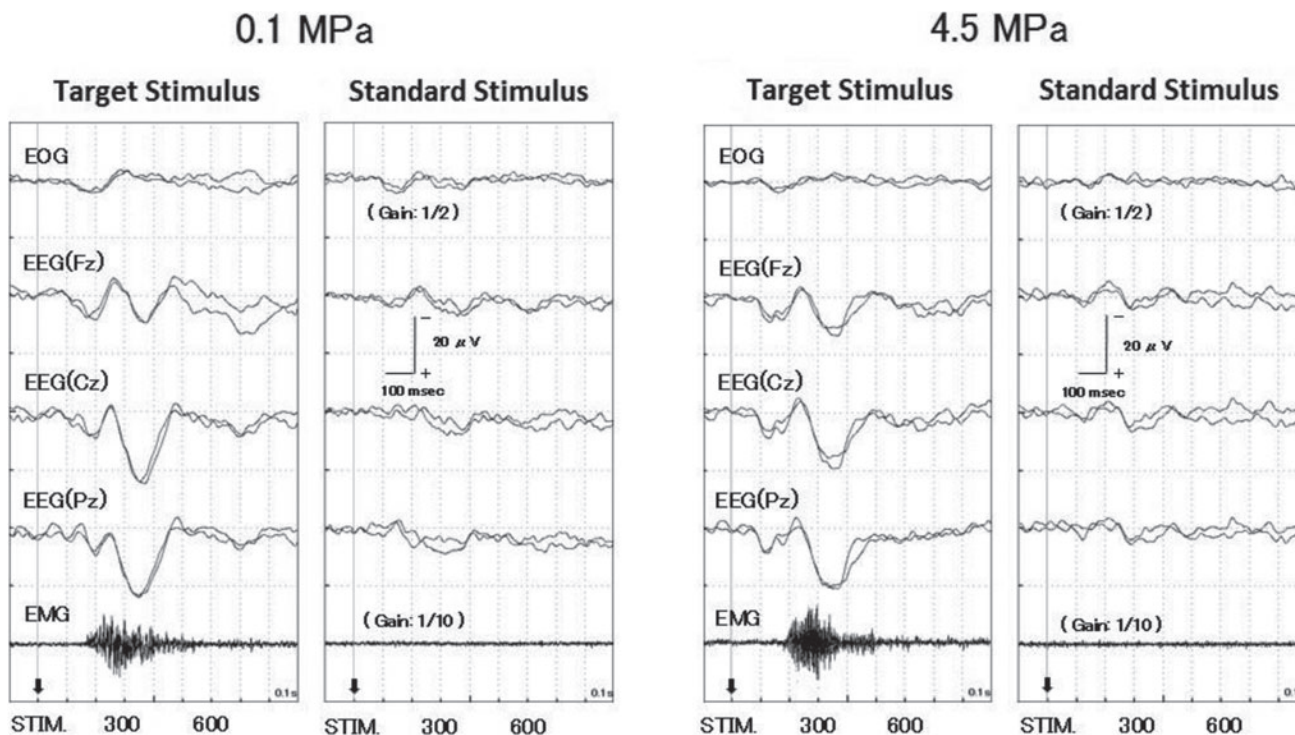 0.1 MPa
4.5 MPa
Target Stimulus
Standard Stimulus
Target Stimulus
Standard Stimulus
EOG
(Gain: 1/2)
EEG(Fz)
−
20 μV
+
100 msec
EEG(Cz)
EEG(Pz)
EMG
(Gain: 1/10)
0.1s
0.1s
STIM. 300 600
STIM. 300 600
EOG
(Gain: 1/2)
EEG(Fz)
−
20 μV
+
100 msec
EEG(Cz)
EEG(Pz)
EMG
(Gain: 1/10)
0.1s
0.1
STIM. 300 600
STIM. 300 600